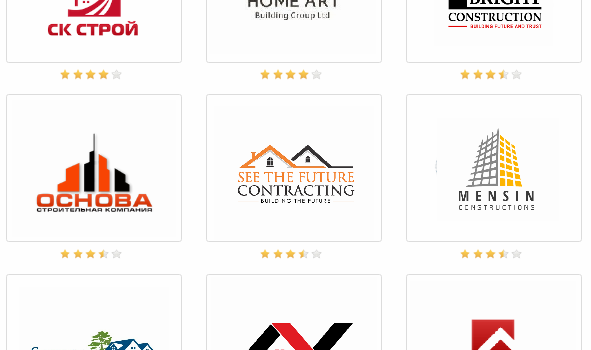 СК СТРОЙ
HOME ART
Building Group Ltd
BRIGHT
CONSTRUCTION
BUILDING FUTURE AND TRUST
ОСНОВА
СТРОИТЕЛЬНАЯ КОМПАНИЯ
SEE THE FUTURE
CONTRACTING
BUILDING THE FUTURE
MENSIN
CONSTRUCTIONS